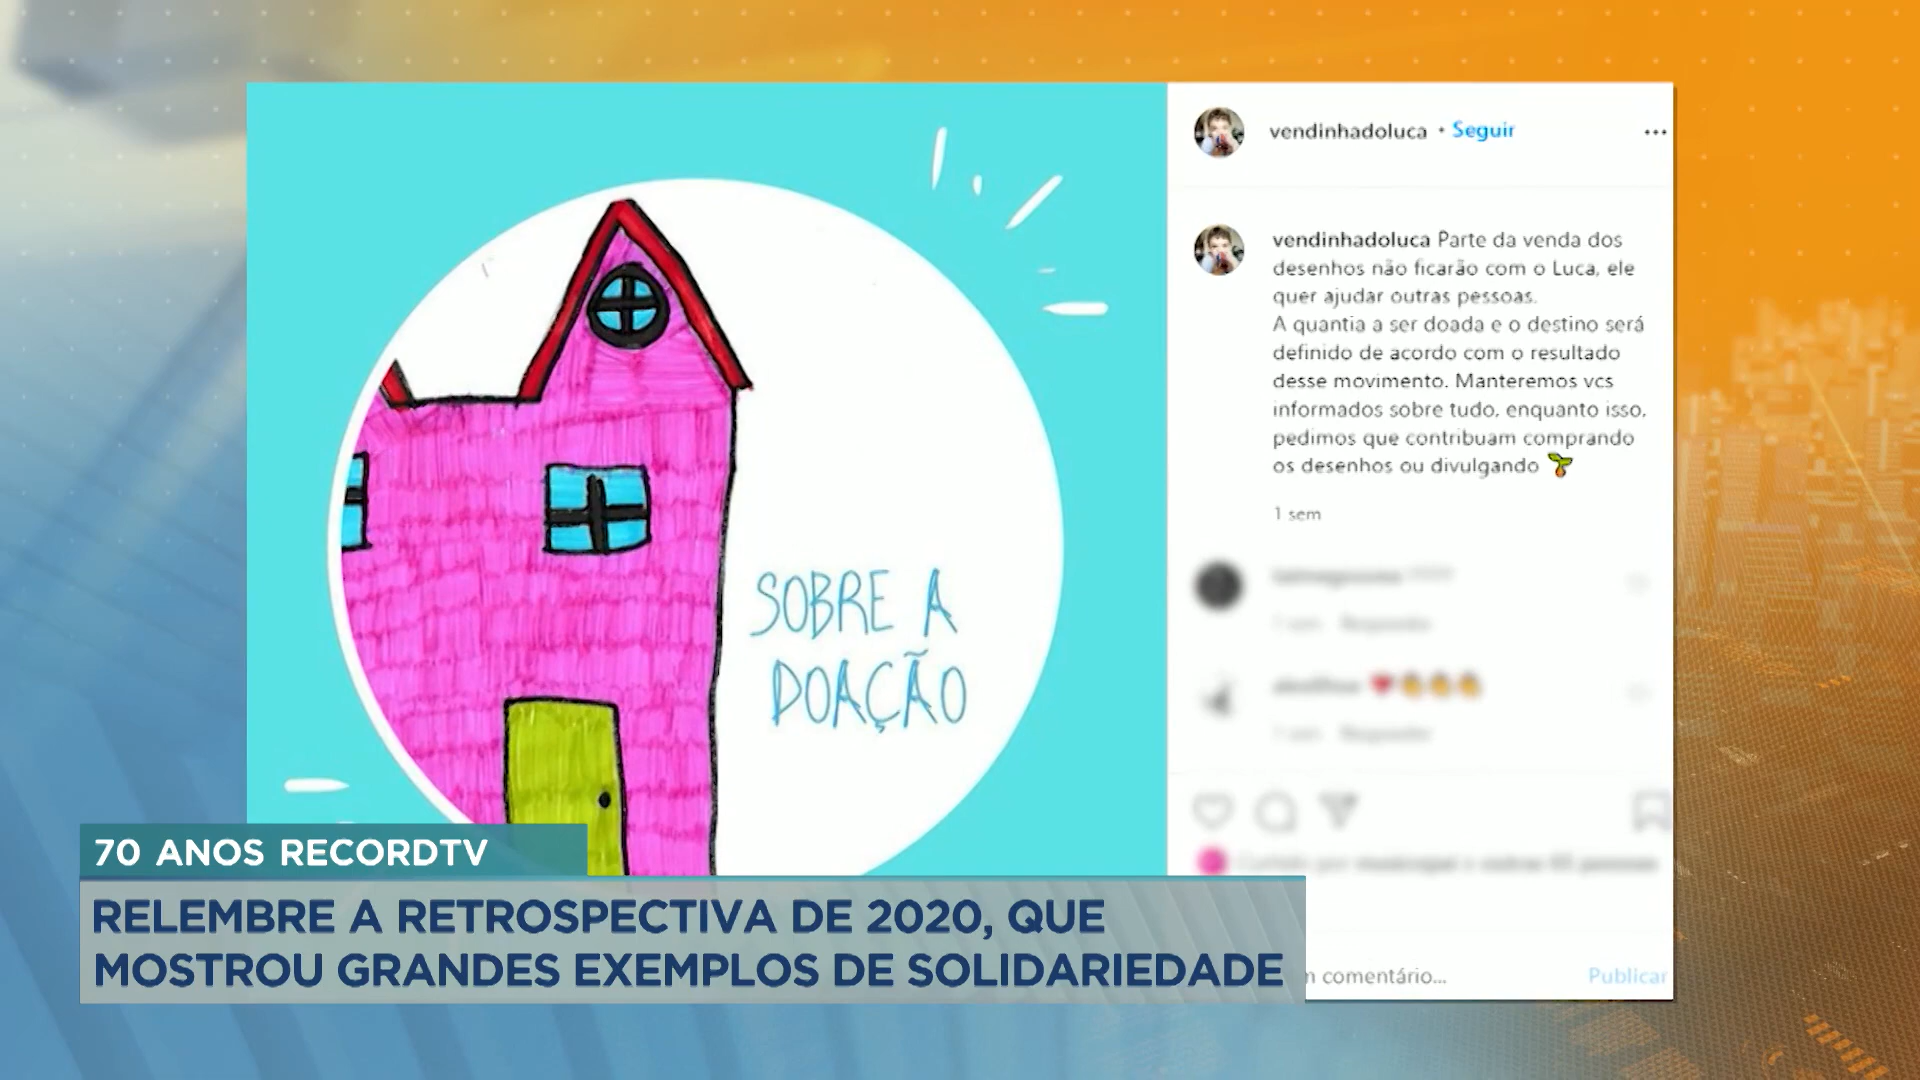 vendinhadoluca • Seguir
vendinhadoluca Parte da venda dos
desenhos não ficarão com o Luca, ele
quer ajudar outras pessoas.
A quantia a ser doada e o destino será
definido de acordo com o resultado
desse movimento. Manteremos vcs
informados sobre tudo, enquanto isso,
pedimos que contribuam comprando
os desenhos ou divulgando
1 sem
SOBRE A
DOAÇÃO
70 ANOS RECORDTV
RELEMBRE A RETROSPECTIVA DE 2020, QUE
MOSTROU GRANDES EXEMPLOS DE SOLIDARIEDADE
comentário...
Publicar